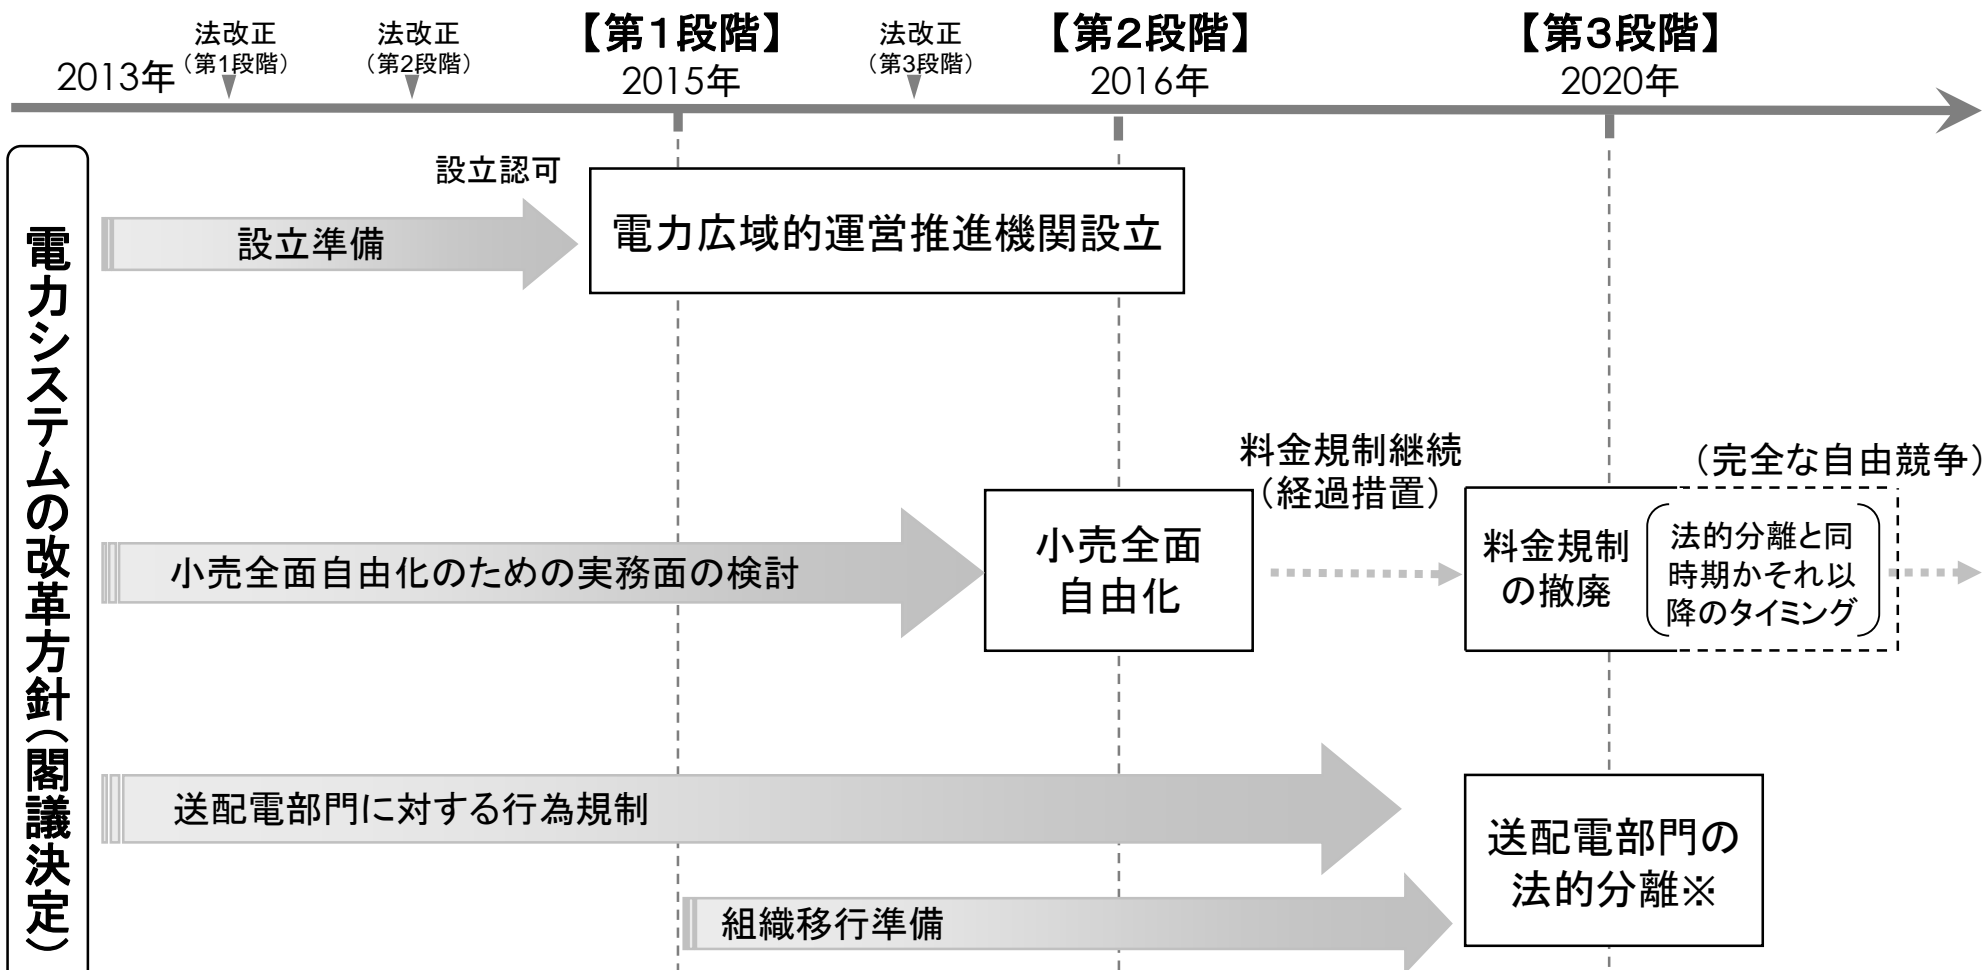 【第1段階】
【第2段階】
【第3段階】
法改正
(第1段階)
法改正
(第2段階)
法改正
(第3段階)
2013年
2015年
2016年
2020年
電力システムの改革方針(閣議決定)
設立認可
設立準備
電力広域的運営推進機関設立
料金規制継続
(経過措置)
(完全な自由競争)
小売全面自由化のための実務面の検討
小売全面
自由化
料金規制
の撤廃
法的分離と同
時期かそれ以
降のタイミング
送配電部門に対する行為規制
送配電部門の
法的分離※
組織移行準備